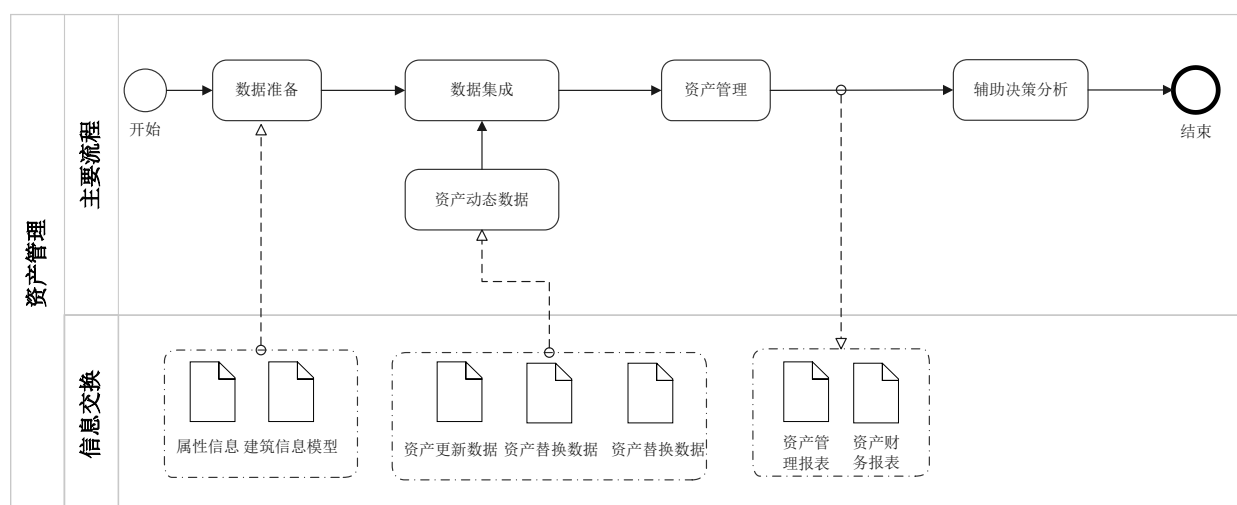 资产管理
主要流程
数据准备
数据集成
资产管理
辅助决策分析
开始
结束
资产动态数据
信息交换
属性信息
建筑信息模型
资产更新数据
资产替换数据
资产替换数据
资产管
理报表
资产财
务报表